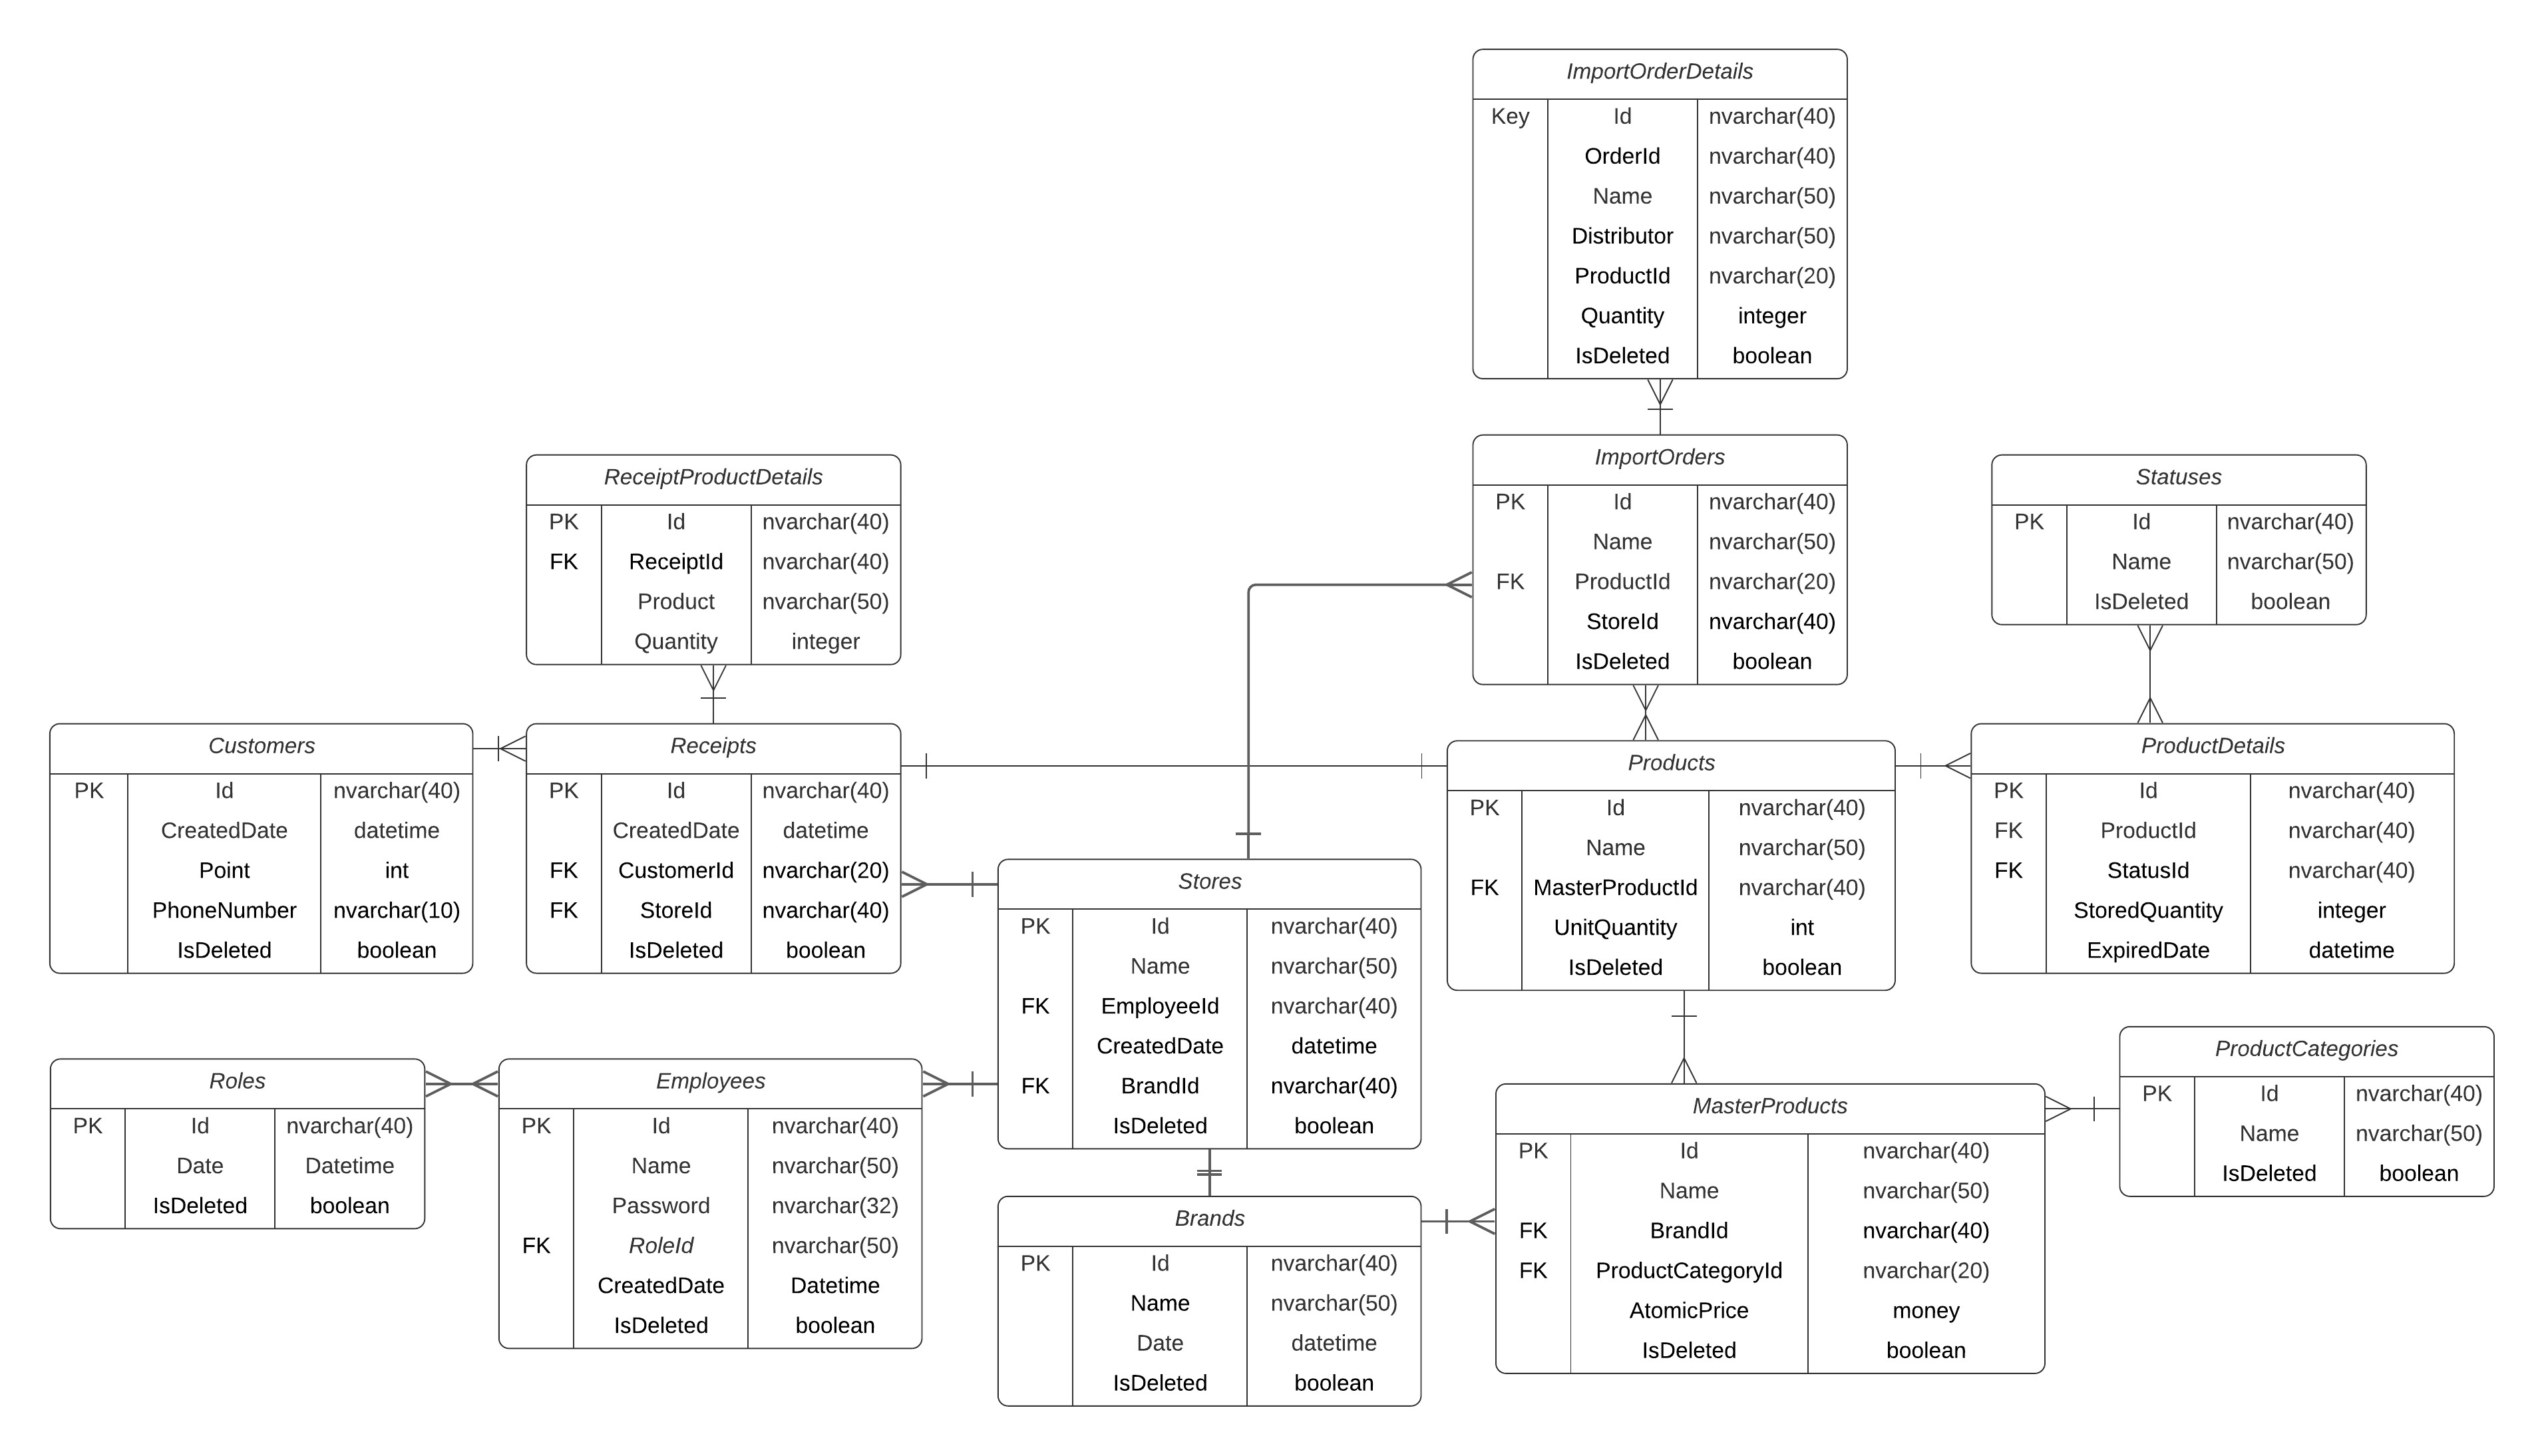 ImportOrderDetails
Key Id nvarchar(40)
OrderId nvarchar(40)
Name nvarchar(50)
Distributor nvarchar(50)
ProductId nvarchar(20)
Quantity integer
IsDeleted boolean
ReceiptProductDetails
PK Id nvarchar(40)
FK ReceiptId nvarchar(40)
Product nvarchar(50)
Quantity integer
ImportOrders
PK Id nvarchar(40)
Name nvarchar(50)
FK ProductId nvarchar(20)
StoreId nvarchar(40)
IsDeleted boolean
Statuses
PK Id nvarchar(40)
Name nvarchar(50)
IsDeleted boolean
Customers
PK Id nvarchar(40)
CreatedDate datetime
Point int
PhoneNumber nvarchar(10)
IsDeleted boolean
Receipts
PK Id nvarchar(40)
CreatedDate datetime
FK CustomerId nvarchar(20)
FK StoreId nvarchar(40)
IsDeleted boolean
Stores
PK Id nvarchar(40)
Name nvarchar(50)
FK EmployeeId nvarchar(40)
CreatedDate datetime
FK BrandId nvarchar(40)
IsDeleted boolean
Products
PK Id nvarchar(40)
Name nvarchar(50)
FK MasterProductId nvarchar(40)
UnitQuantity int
IsDeleted boolean
ProductDetails
PK Id nvarchar(40)
FK ProductId nvarchar(40)
FK StatusId nvarchar(40)
StoredQuantity integer
ExpiredDate datetime
Roles
PK Id nvarchar(40)
Date Datetime
IsDeleted boolean
Employees
PK Id nvarchar(40)
Name nvarchar(50)
Password nvarchar(32)
FK RoleId nvarchar(50)
CreatedDate Datetime
IsDeleted boolean
Brands
PK Id nvarchar(40)
Name nvarchar(50)
Date datetime
IsDeleted boolean
MasterProducts
PK Id nvarchar(40)
Name nvarchar(50)
FK BrandId nvarchar(40)
FK ProductCategoryId nvarchar(20)
AtomicPrice money
IsDeleted boolean
ProductCategories
PK Id nvarchar(40)
Name nvarchar(50)
IsDeleted boolean